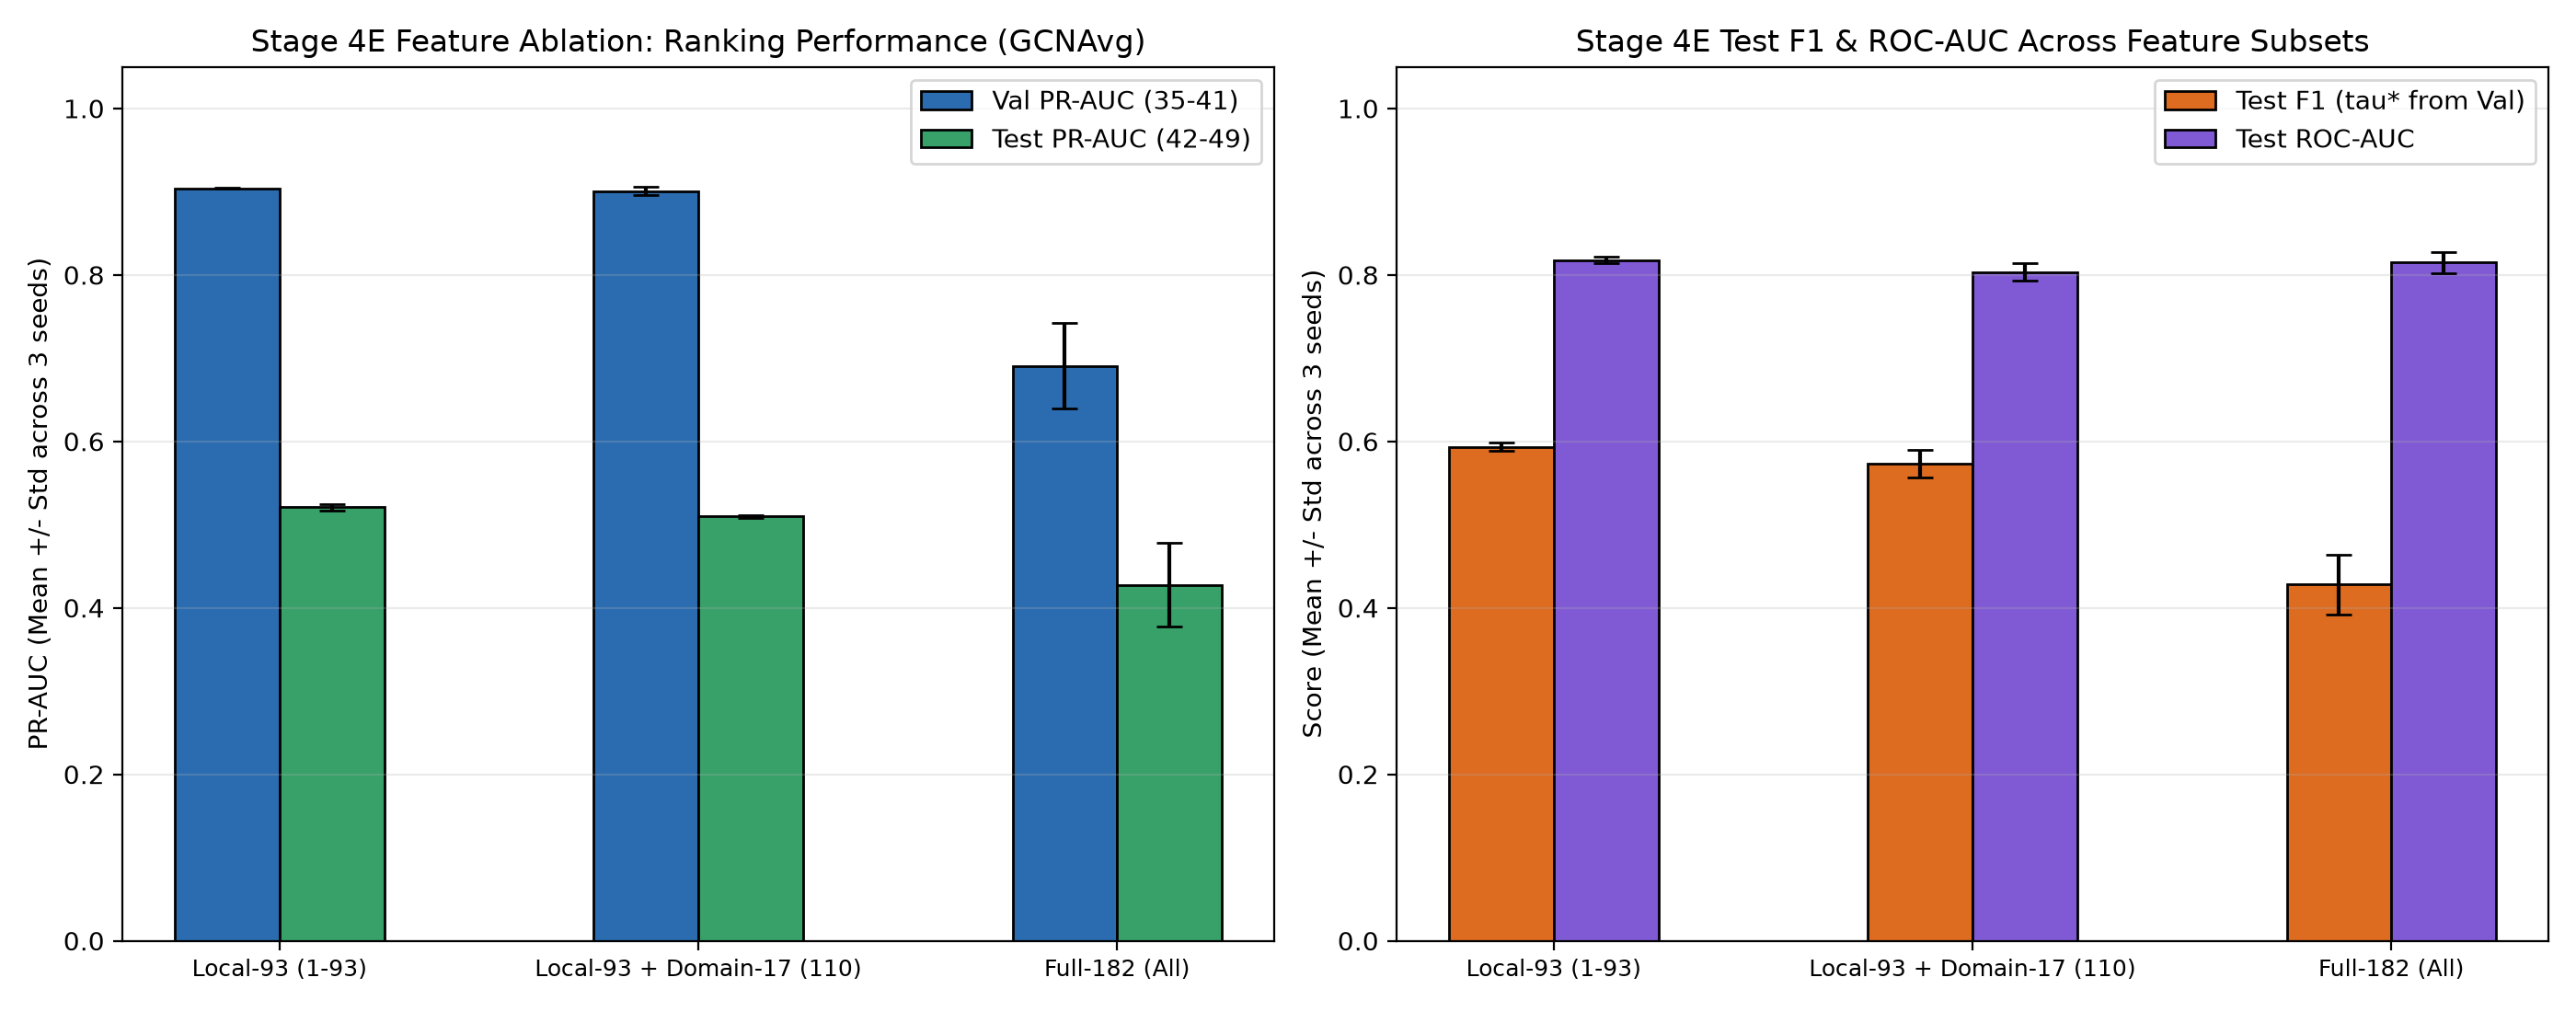 Stage 4E Feature Ablation: Ranking Performance (GCNAvg)
PR-AUC (Mean +/- Std across 3 seeds)
1.0
0.8
0.6
0.4
0.2
0.0
Val PR-AUC (35-41)
Test PR-AUC (42-49)
Local-93 (1-93)
Local-93 + Domain-17 (110)
Full-182 (All)
Stage 4E Test F1 & ROC-AUC Across Feature Subsets
Score (Mean +/- Std across 3 seeds)
1.0
0.8
0.6
0.4
0.2
0.0
Test F1 (tau* from Val)
Test ROC-AUC
Local-93 (1-93)
Local-93 + Domain-17 (110)
Full-182 (All)